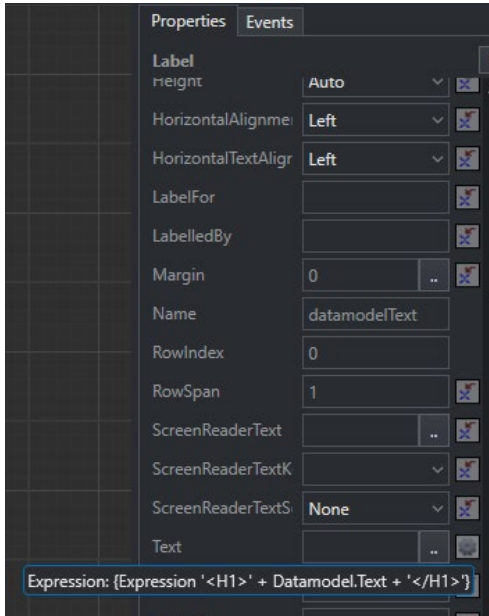 Properties Events
Label
Height Auto
HorizontalAlignme Left
HorizontalTextAlign Left
LabelFor
LabelledBy
Margin 0 ..
Name datamodelText
RowIndex 0
RowSpan 1
ScreenReaderText ..
ScreenReaderTextK
ScreenReaderTextS None
Text ..
Expression: {Expression '<H1>' + Datamodel.Text + '</H1>'}